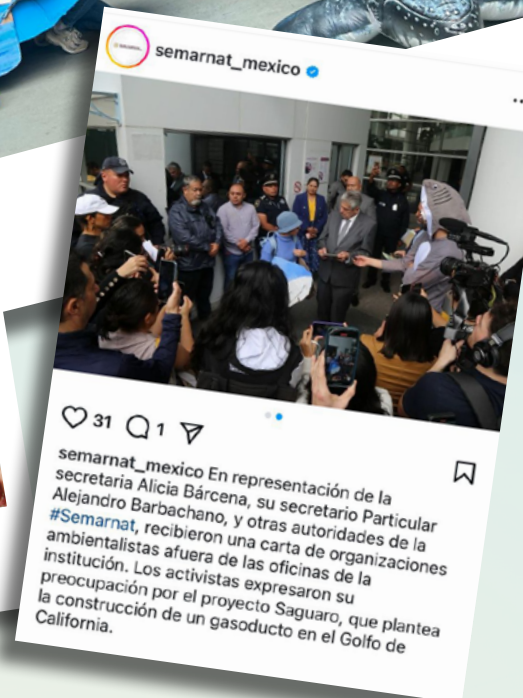 semarnat_mexico
31 1
semarnat_mexico En representación de la
secretaria Alicia Bárcena, su secretario Particular
Alejandro Barbachano, y otras autoridades de la
#Semarnat, recibieron una carta de organizaciones
ambientalistas afuera de las oficinas de la
institución. Los activistas expresaron su
preocupación por el proyecto Saguaro, que plantea
la construcción de un gasoducto en el Golfo de
California.